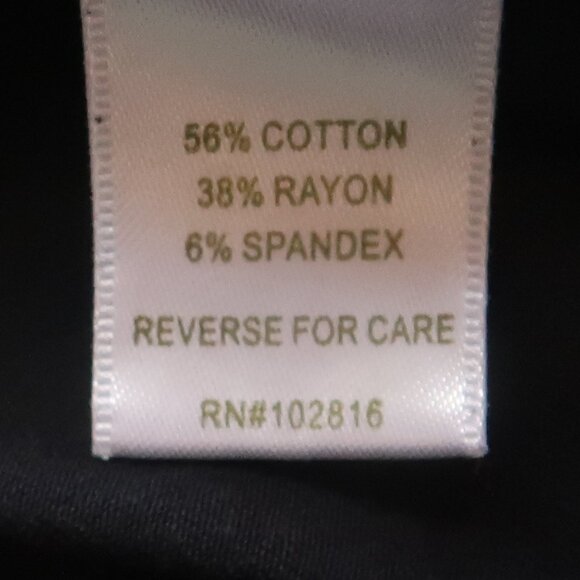 56% COTTON
38% RAYON
6% SPANDEX
REVERSE FOR CARE
RN#102816